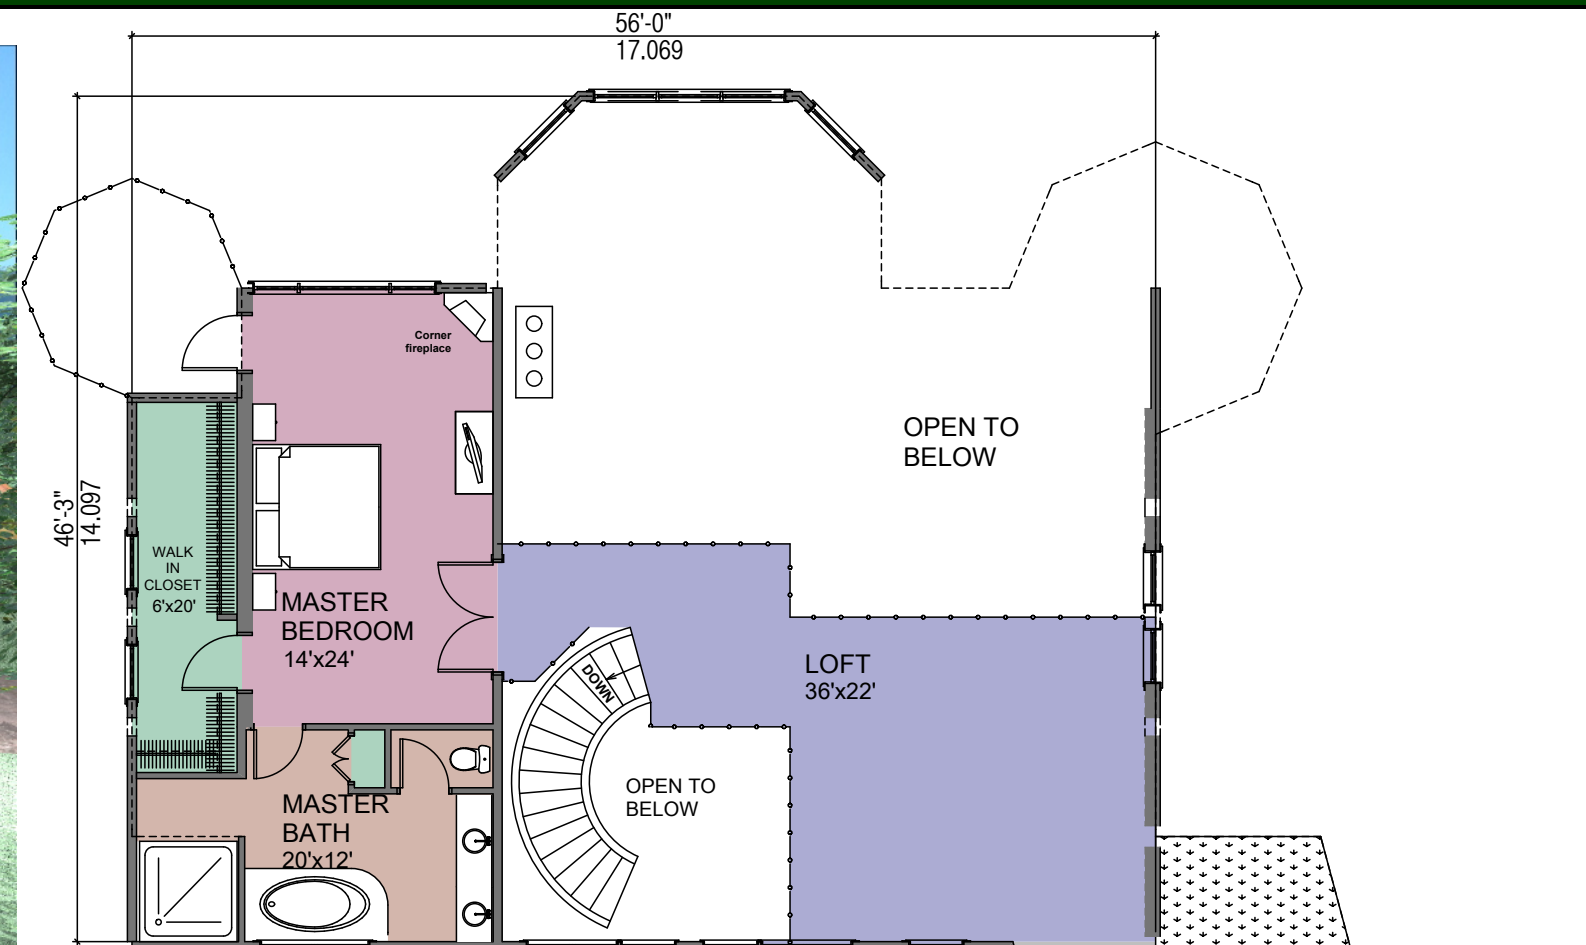 56'-0"
17.069
46'-3"
14.097
Corner
fireplace
OPEN TO
BELOW
WALK
IN
CLOSET
6'x20'
MASTER
BEDROOM
14'x24'
DOWN
LOFT
36'x22'
OPEN TO
BELOW
MASTER
BATH
20'x12'